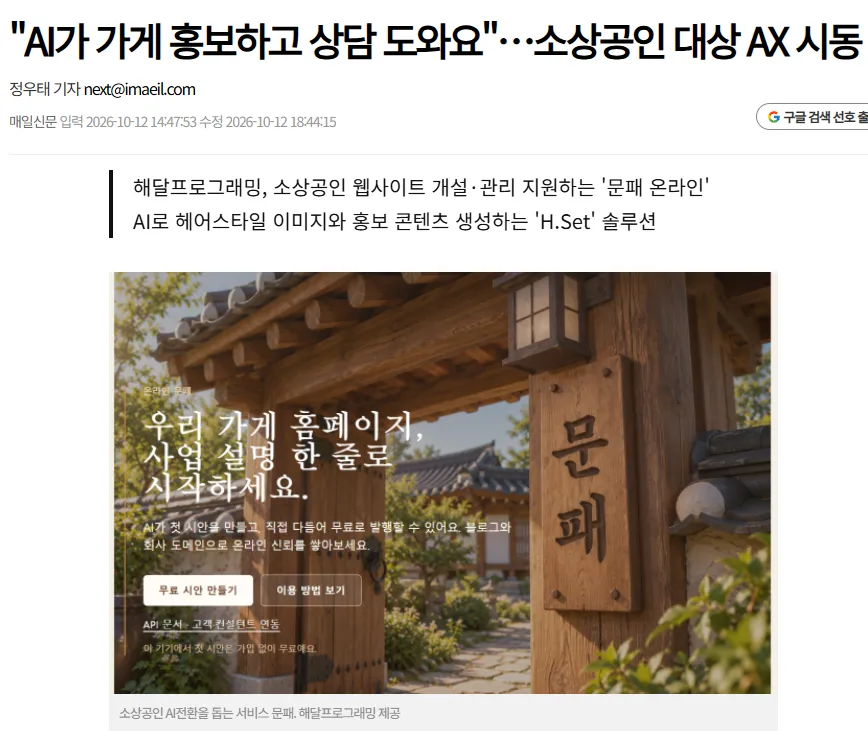 "AI가 가게 홍보하고 상담 도와요"…소상공인 대상 AX 시동
정우태 기자 next@imaeil.com
매일신문 입력 2026-10-12 14:47:53 수정 2026-10-12 18:44:15
구글 검색 선호 출
해달프로그래밍, 소상공인 웹사이트 개설·관리 지원하는 '문패 온라인'
AI로 헤어스타일 이미지와 홍보 콘텐츠 생성하는 'H.Set' 솔루션
온라인 문패
우리 가게 홈페이지,
사업 설명 한 줄로
시작하세요.
AI가 첫 시안을 만들고, 직접 다듬어 무료로 발행할 수 있어요. 블로그와
회사 도메인으로 온라인 신뢰를 쌓아보세요.
무료 시안 만들기
이용 방법 보기
API 문서 · 고객 컨설턴트 연동
이 기기에서 첫 시안은 가입 없이 무료예요.
문패
소상공인 AI전환을 돕는 서비스 문패. 해달프로그래밍 제공